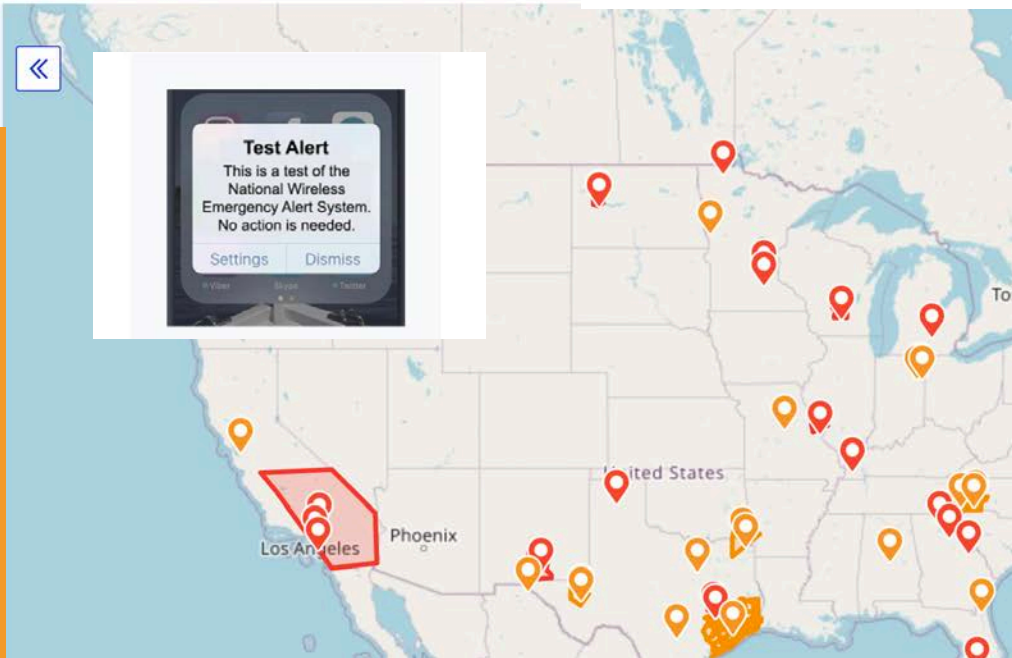 Test Alert
This is a test of the
National Wireless
Emergency Alert System.
No action is needed.
Settings
Dismiss
Viber
Skype
Twitter
To
United States
Phoenix
Los Angeles